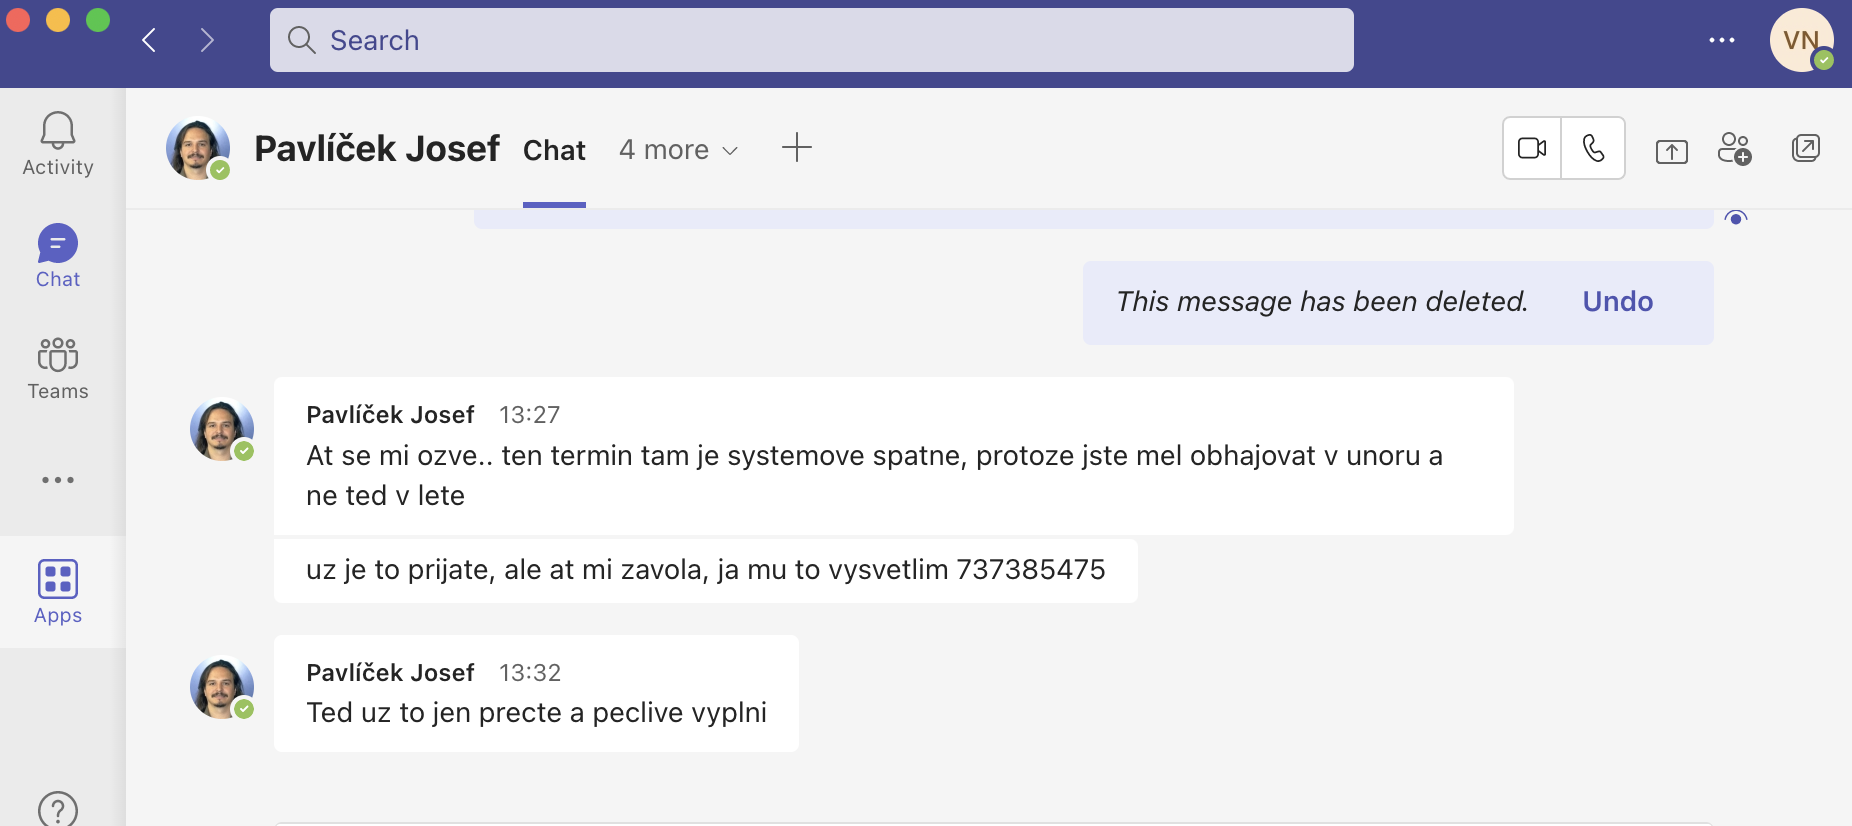 Search
VN
Activity
Chat
Teams
Apps
Pavlíček Josef
Chat
4 more
This message has been deleted.
Undo
Pavlíček Josef 13:27
At se mi ozve.. ten termin tam je systemove spatne, protoze jste mel obhajovat v unoru a
ne ted v lete
uz je to prijate, ale at mi zavola, ja mu to vysvetlim 737385475
Pavlíček Josef 13:32
Ted uz to jen precte a peclive vyplni